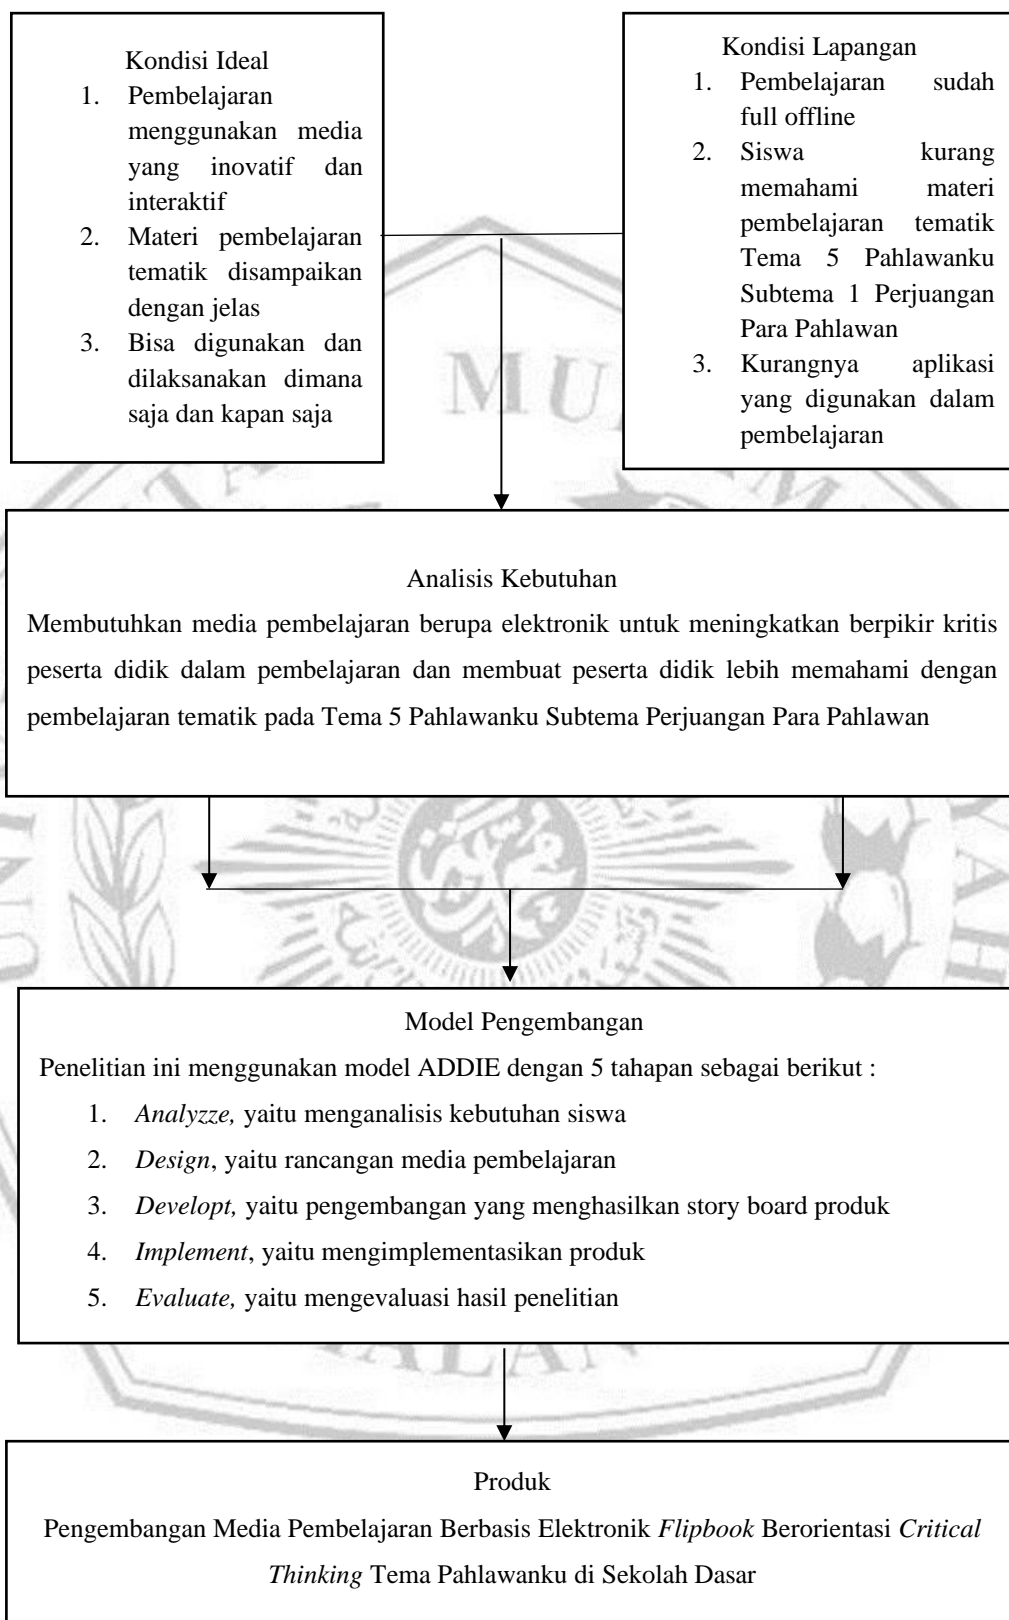 Kondisi Ideal
1. Pembelajaran
menggunakan media
yang inovatif dan
interaktif
2. Materi pembelajaran
tematik disampaikan
dengan jelas
3. Bisa digunakan dan
dilaksanakan dimana
saja dan kapan saja
Kondisi Lapangan
1. Pembelajaran sudah
full offline
2. Siswa kurang
memahami materi
pembelajaran tematik
Tema 5 Pahlawanku
Subtema 1 Perjuangan
Para Pahlawan
3. Kurangnya aplikasi
yang digunakan dalam
pembelajaran
Analisis Kebutuhan
Membutuhkan media pembelajaran berupa elektronik untuk meningkatkan berpikir kritis
peserta didik dalam pembelajaran dan membuat peserta didik lebih memahami dengan
pembelajaran tematik pada Tema 5 Pahlawanku Subtema Perjuangan Para Pahlawan
Model Pengembangan
Penelitian ini menggunakan model ADDIE dengan 5 tahapan sebagai berikut :
1. Analyzze, yaitu menganalisis kebutuhan siswa
2. Design, yaitu rancangan media pembelajaran
3. Developt, yaitu pengembangan yang menghasilkan story board produk
4. Implement, yaitu mengimplementasikan produk
5. Evaluate, yaitu mengevaluasi hasil penelitian
Produk
Pengembangan Media Pembelajaran Berbasis Elektronik Flipbook Berorientasi Critical
Thinking Tema Pahlawanku di Sekolah Dasar